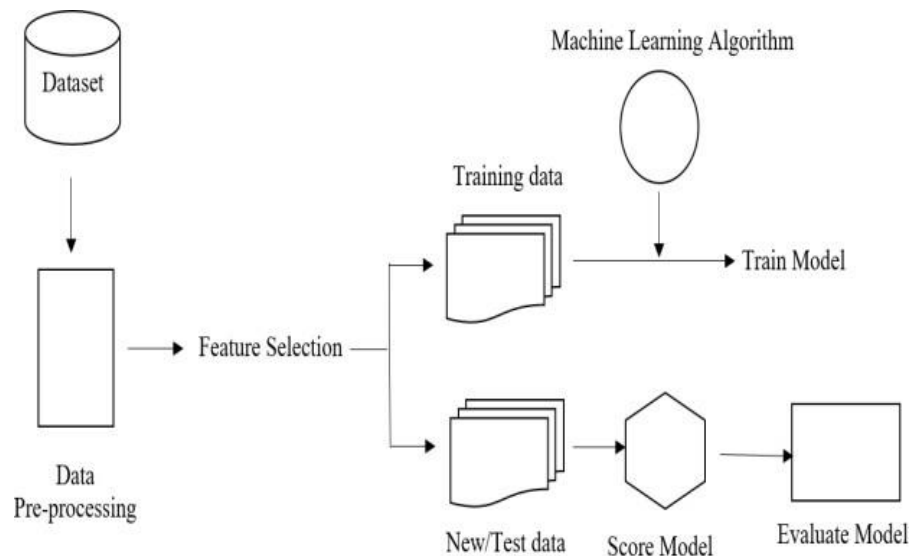 Machine Learning Algorithm
Dataset
Training data
Train Model
Feature Selection
Data
Pre-processing
New/Test data
Score Model
Evaluate Model